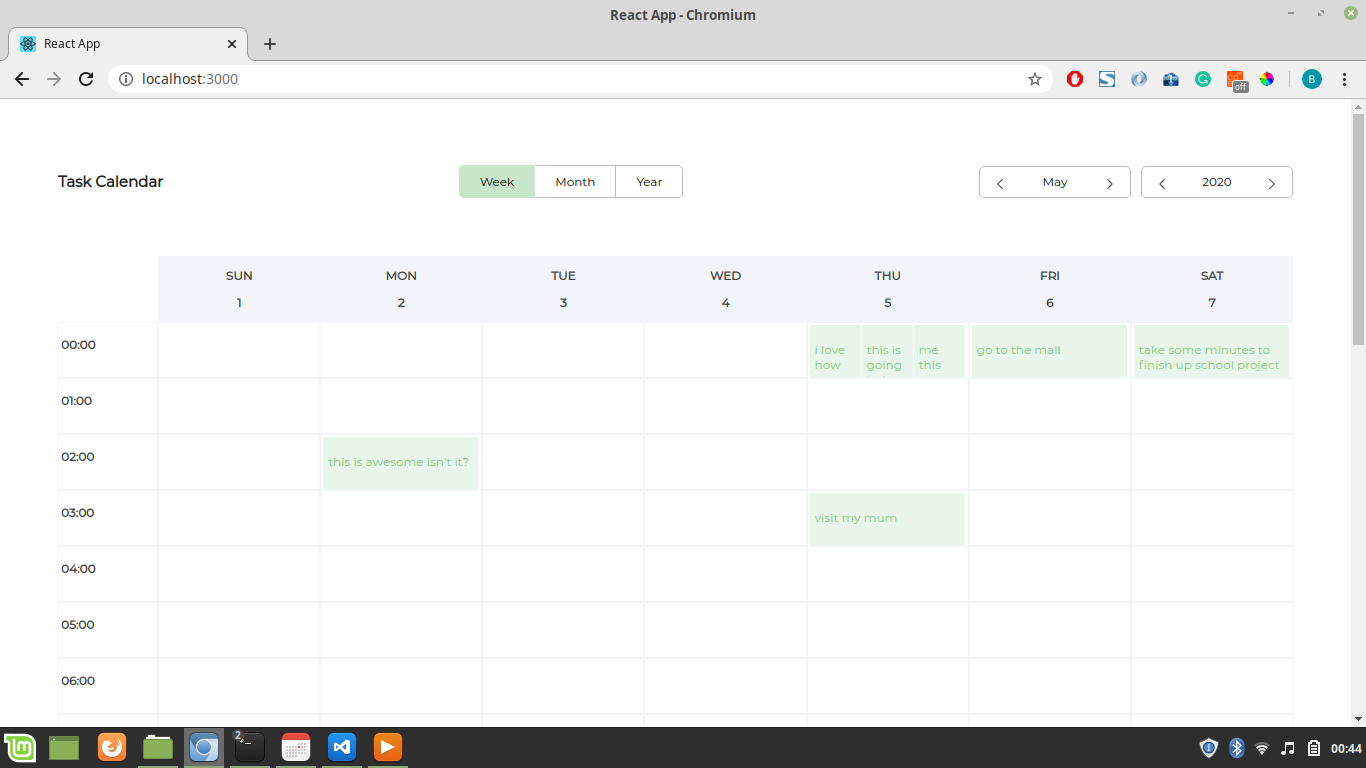 React App - Chromium
React App
localhost:3000
off
B
Task Calendar
Week Month Year
May
2020
SUN MON TUE WED THU FRI SAT
1 2 3 4 5 6 7
00:00
i love
how
this is
going
me
this
go to the mall
take some minutes to
finish up school project
01:00
02:00
this is awesome isn't it?
03:00
visit my mum
04:00
05:00
06:00
2
00:44